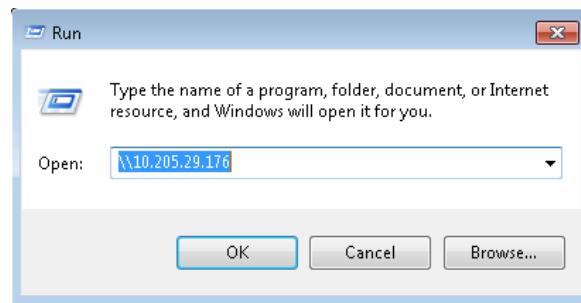 Run
Type the name of a program, folder, document, or Internet
resource, and Windows will open it for you.
Open: \\10.205.29.176
OK Cancel Browse...